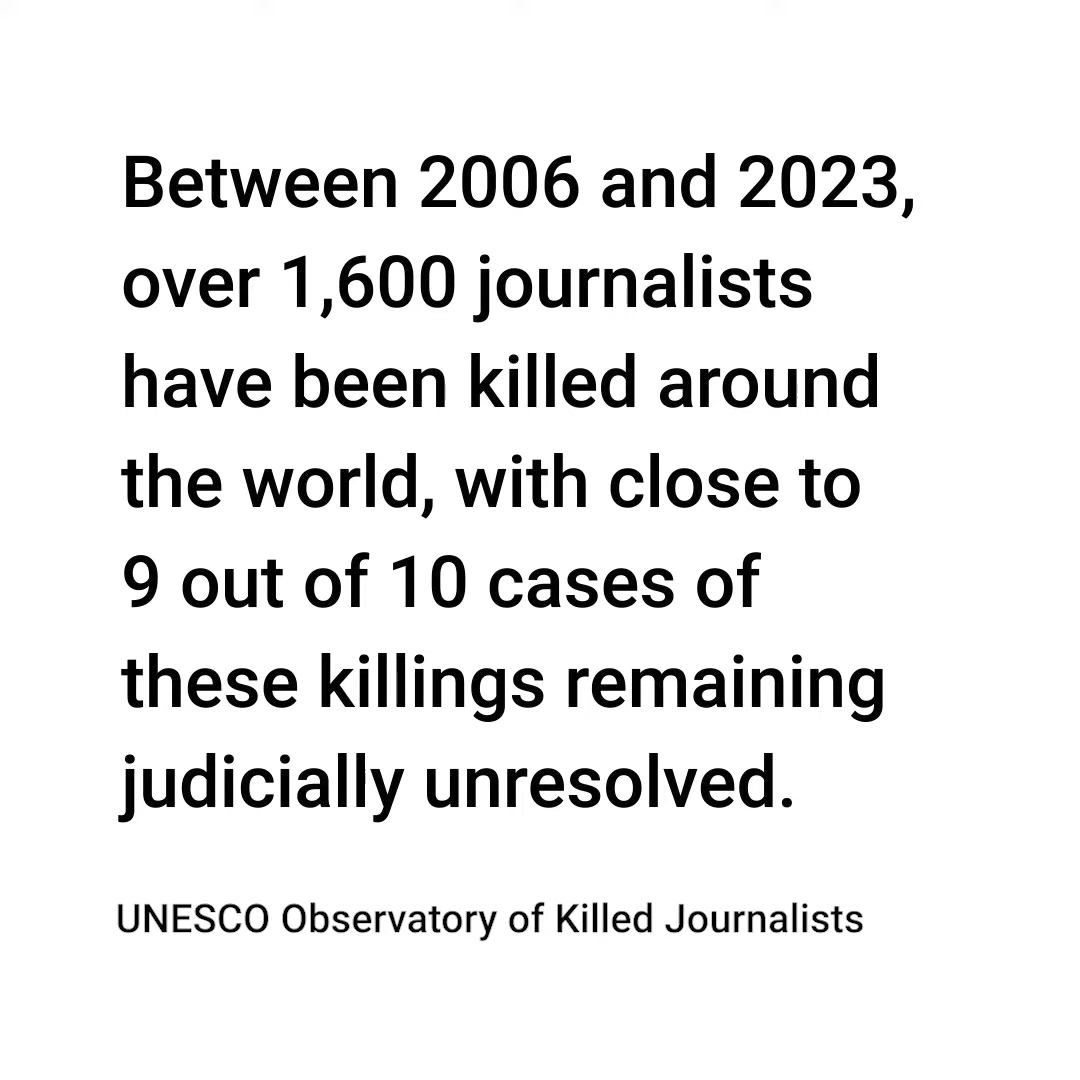 Between 2006 and 2023,
over 1,600 journalists
have been killed around
the world, with close to
9 out of 10 cases of
these killings remaining
judicially unresolved.
UNESCO Observatory of Killed Journalists